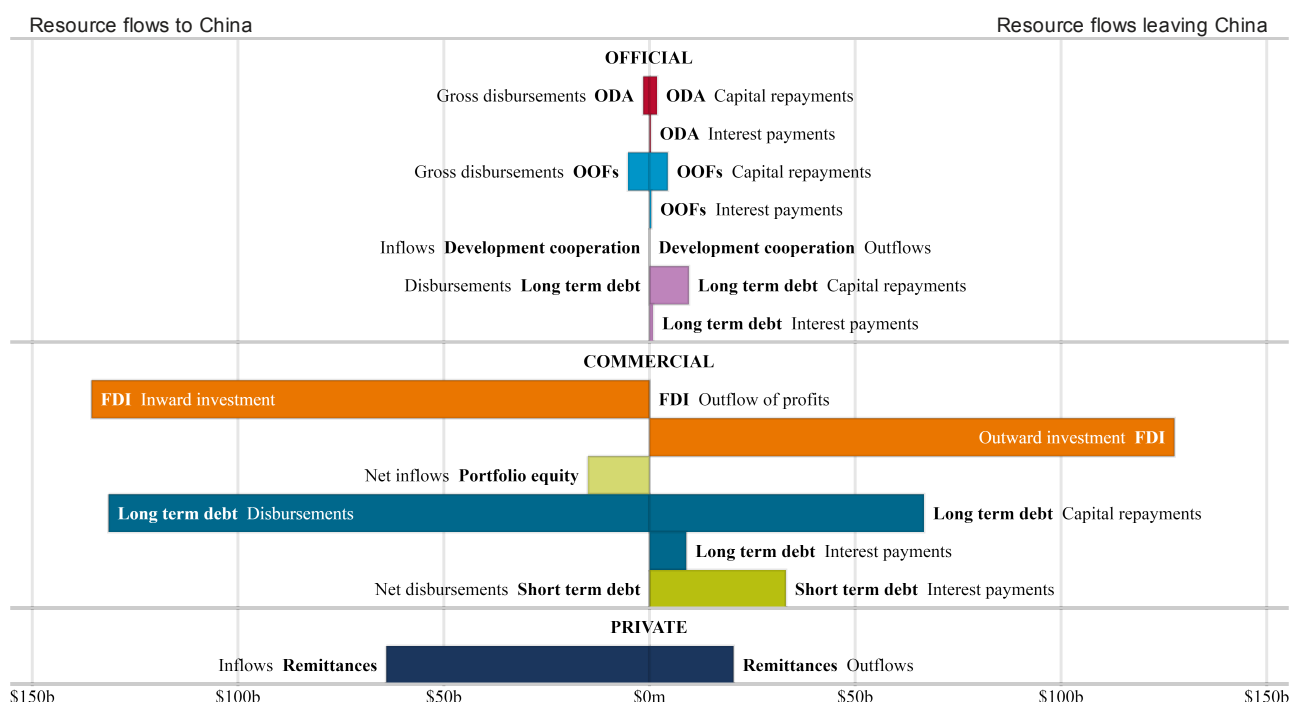 Resource flows to China Resource flows leaving China
OFFICIAL
Gross disbursements ODA ODA Capital repayments
ODA Interest payments
Gross disbursements OOFs OOFs Capital repayments
OOFs Interest payments
Inflows Development cooperation Development cooperation Outflows
Disbursements Long term debt Long term debt Capital repayments
Long term debt Interest payments
COMMERCIAL
FDI Inward investment FDI Outflow of profits
Outward investment FDI
Net inflows Portfolio equity
Long term debt Disbursements Long term debt Capital repayments
Long term debt Interest payments
Net disbursements Short term debt Short term debt Interest payments
PRIVATE
Inflows Remittances Remittances Outflows
$150b $100b $50b $0m $50b $100b $150b